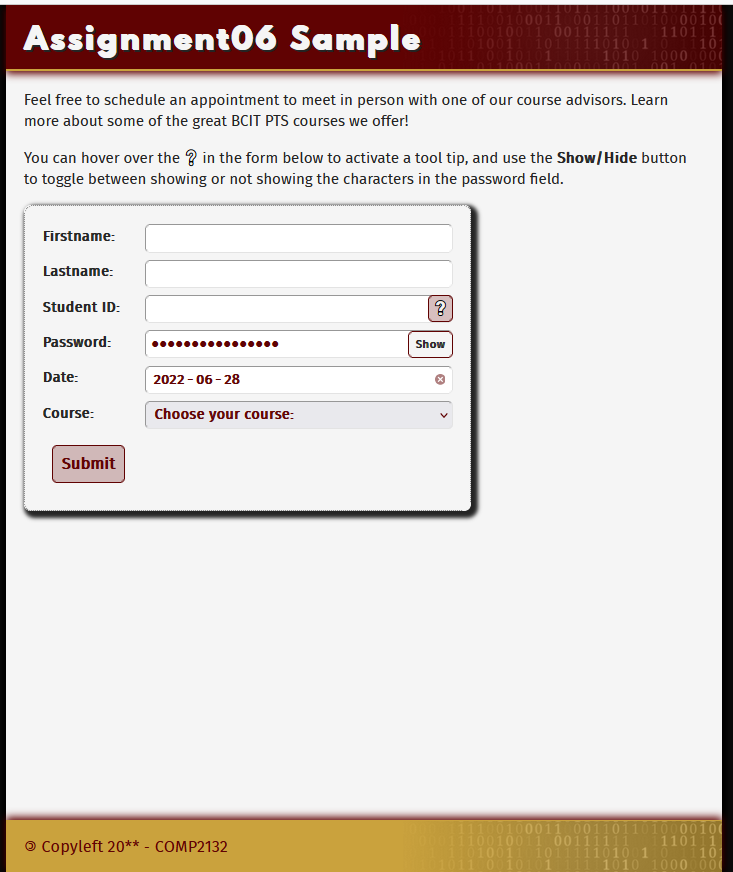 Assignment06 Sample
Feel free to schedule an appointment to meet in person with one of our course advisors. Learn
more about some of the great BCIT PTS courses we offer!
You can hover over the ? in the form below to activate a tool tip, and use the Show/Hide button
to toggle between showing or not showing the characters in the password field.
Firstname:
Lastname:
Student ID: ?
Password: •••••••••••••••• Show
Date: 2022 - 06 - 28
Course: Choose your course:
Submit
🄯 Copyleft 20** - COMP2132